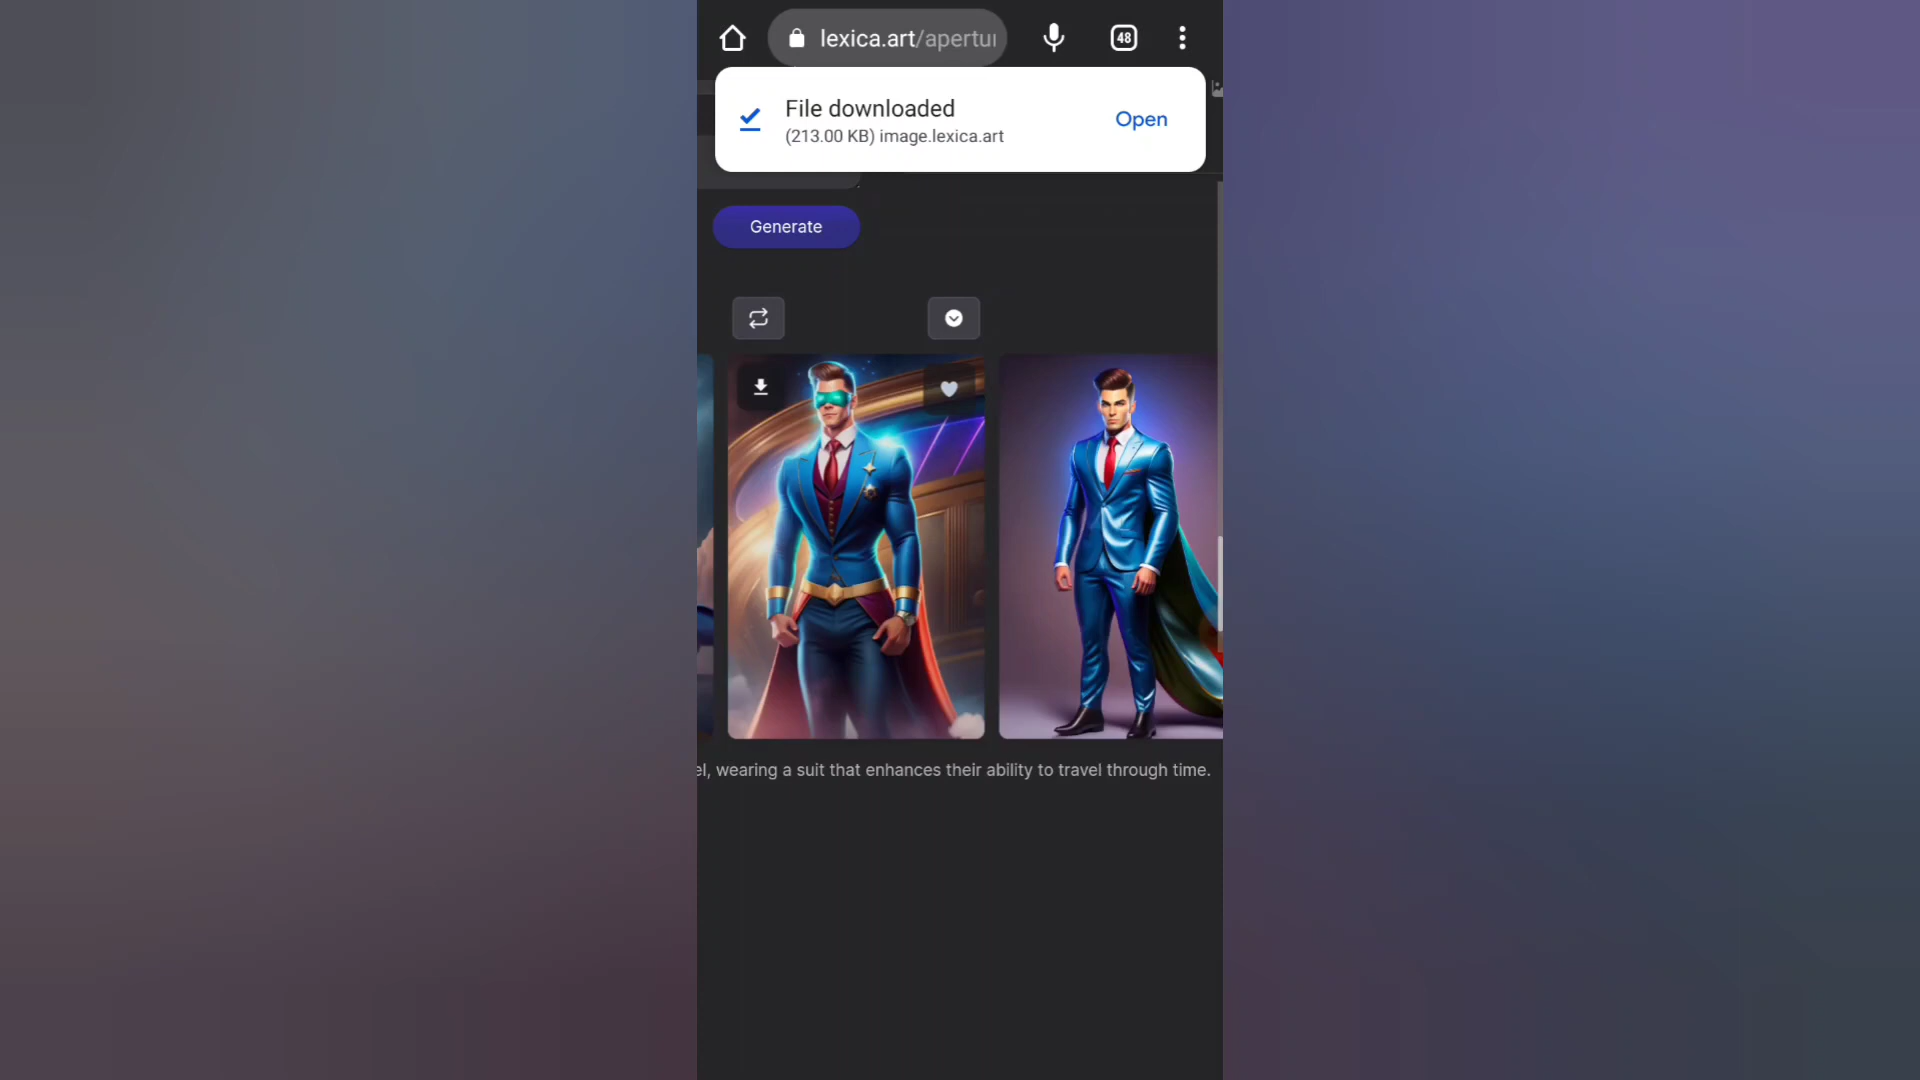 lexica.art/apertu
48
File downloaded
(213.00 KB) image.lexica.art
Open
Generate
el, wearing a suit that enhances their ability to travel through time.